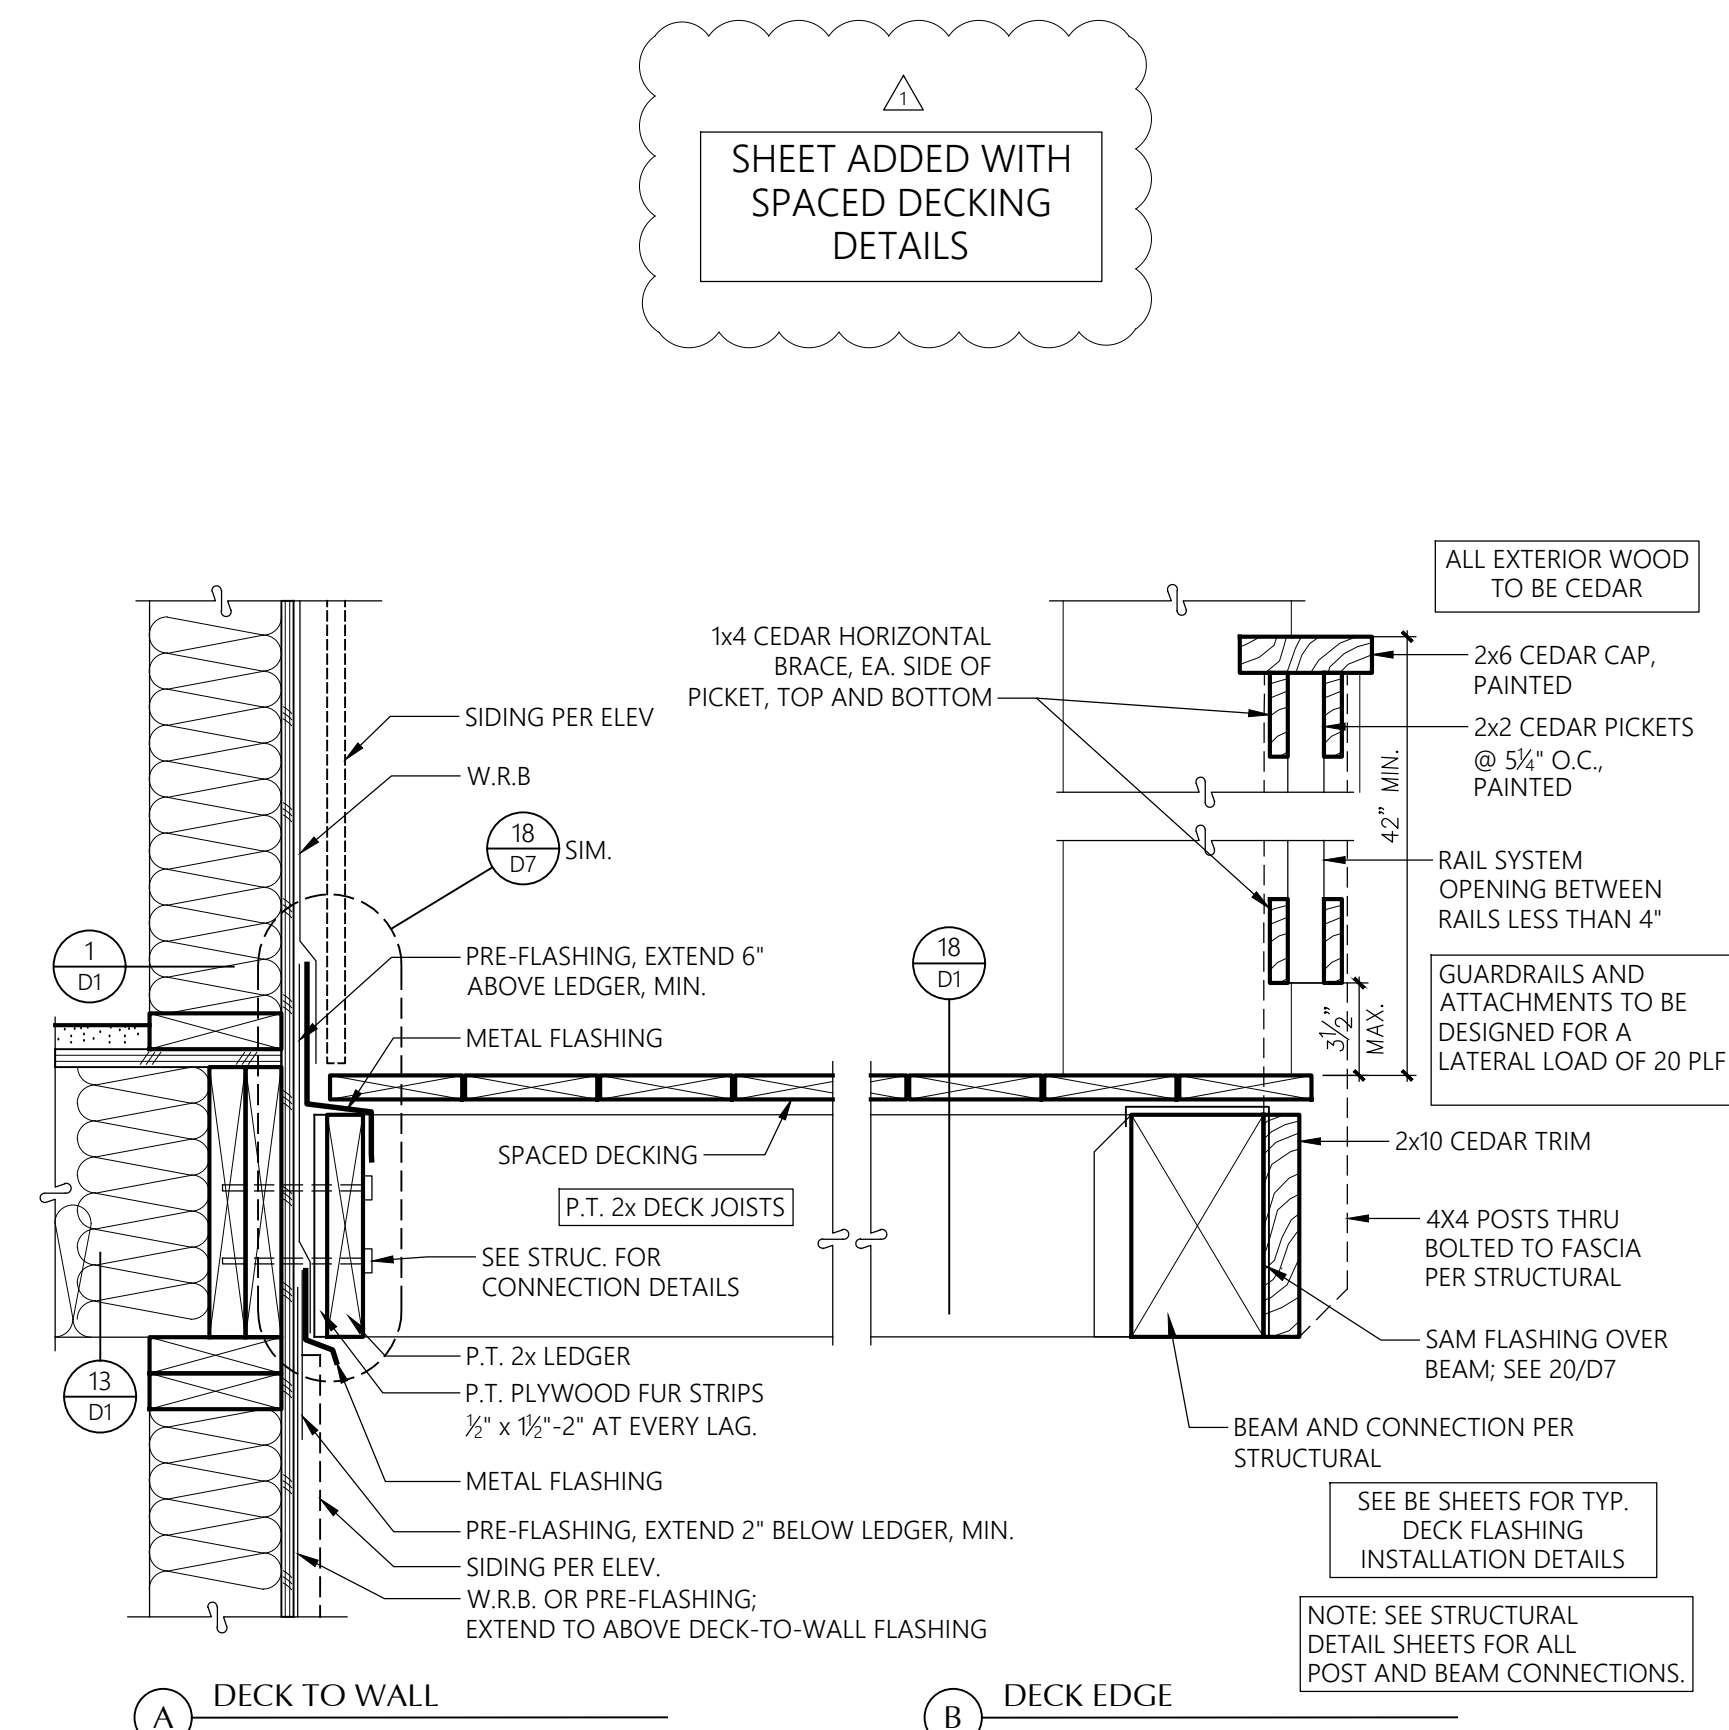 1
SHEET ADDED WITH
SPACED DECKING
DETAILS
ALL EXTERIOR WOOD
TO BE CEDAR
1x4 CEDAR HORIZONTAL
BRACE, EA. SIDE OF
PICKET, TOP AND BOTTOM
2x6 CEDAR CAP,
PAINTED
2x2 CEDAR PICKETS
@ 5¼" O.C.,
PAINTED
42" MIN.
RAIL SYSTEM
OPENING BETWEEN
RAILS LESS THAN 4"
GUARDRAILS AND
ATTACHMENTS TO BE
DESIGNED FOR A
LATERAL LOAD OF 20 PLF
3½"
MAX.
SIDING PER ELEV
W.R.B
18
D7
SIM.
1
D1
PRE-FLASHING, EXTEND 6"
ABOVE LEDGER, MIN.
METAL FLASHING
18
D1
SPACED DECKING
P.T. 2x DECK JOISTS
SEE STRUC. FOR
CONNECTION DETAILS
2x10 CEDAR TRIM
4X4 POSTS THRU
BOLTED TO FASCIA
PER STRUCTURAL
SAM FLASHING OVER
BEAM; SEE 20/D7
13
D1
P.T. 2x LEDGER
P.T. PLYWOOD FUR STRIPS
½" x 1½"-2" AT EVERY LAG.
METAL FLASHING
PRE-FLASHING, EXTEND 2" BELOW LEDGER, MIN.
SIDING PER ELEV.
W.R.B. OR PRE-FLASHING;
EXTEND TO ABOVE DECK-TO-WALL FLASHING
BEAM AND CONNECTION PER
STRUCTURAL
SEE BE SHEETS FOR TYP.
DECK FLASHING
INSTALLATION DETAILS
NOTE: SEE STRUCTURAL
DETAIL SHEETS FOR ALL
POST AND BEAM CONNECTIONS.
A
DECK TO WALL
B
DECK EDGE